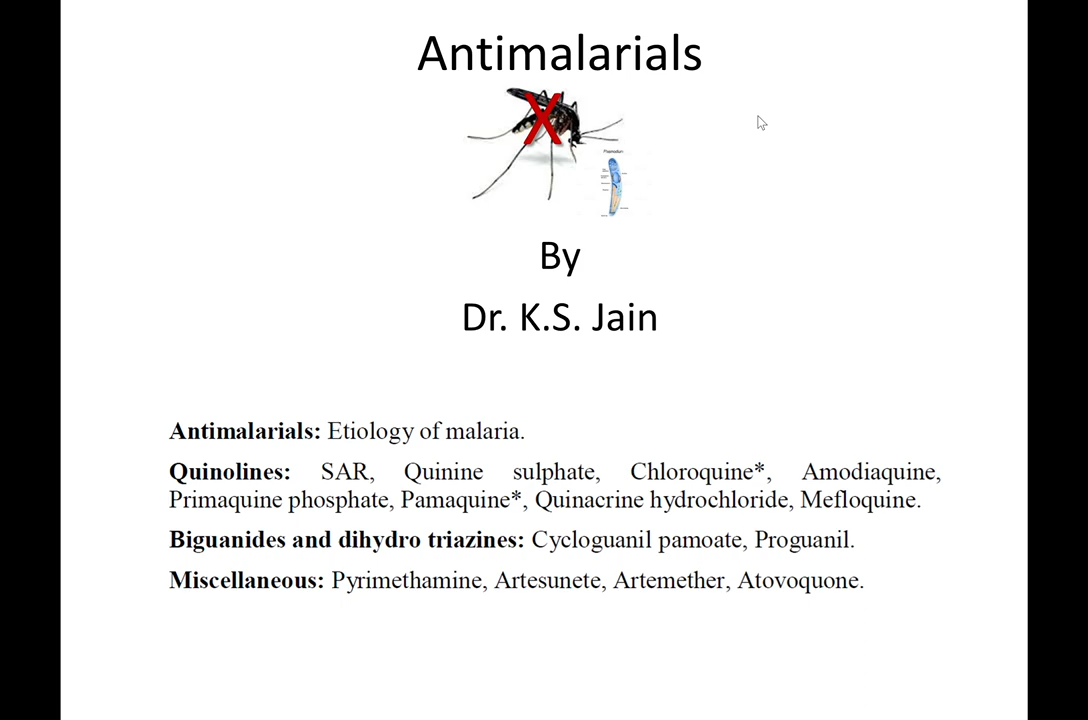 Antimalarials
X
Plasmodium
By
Dr. K.S. Jain
Antimalarials: Etiology of malaria.
Quinolines: SAR, Quinine sulphate, Chloroquine*, Amodiaquine,
Primaquine phosphate, Pamaquine*, Quinacrine hydrochloride, Mefloquine.
Biguanides and dihydro triazines: Cycloguanil pamoate, Proguanil.
Miscellaneous: Pyrimethamine, Artesunete, Artemether, Atovoquone.